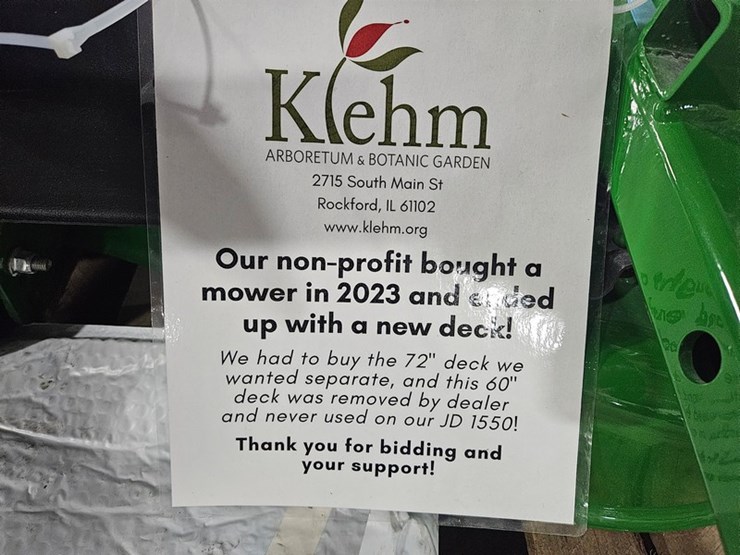 Klehm
ARBORETUM & BOTANIC GARDEN
2715 South Main St
Rockford, IL 61102
www.klehm.org
Our non-profit bought a
mower in 2023 and ended
up with a new deck!
We had to buy the 72" deck we
wanted separate, and this 60"
deck was removed by dealer
and never used on our JD 1550!
Thank you for bidding and
your support!